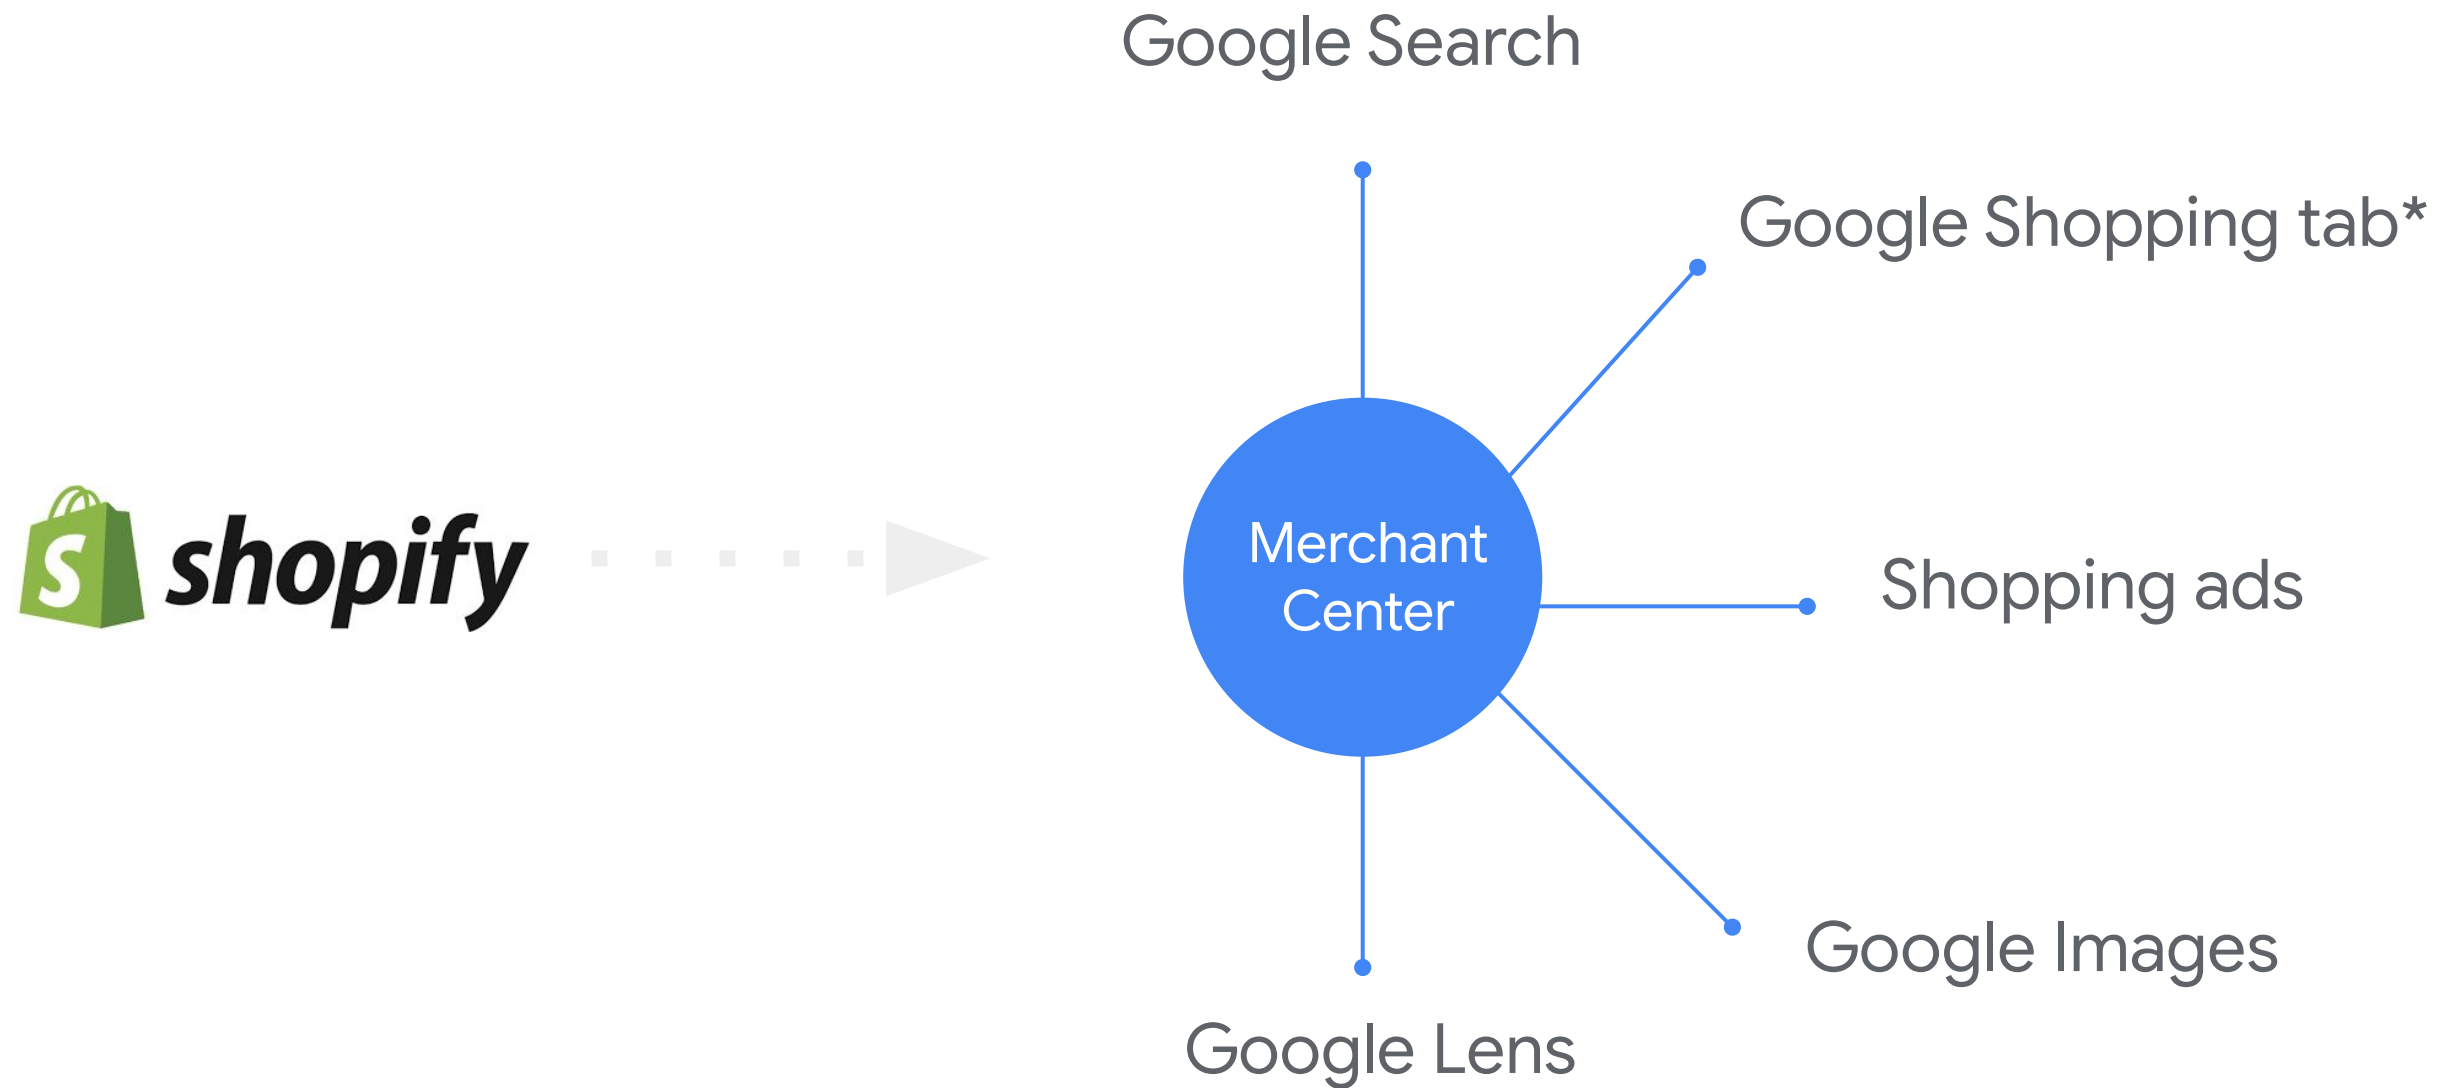 Google Search
Google Shopping tab*
S shopify
Merchant
Center
Shopping ads
Google Images
Google Lens